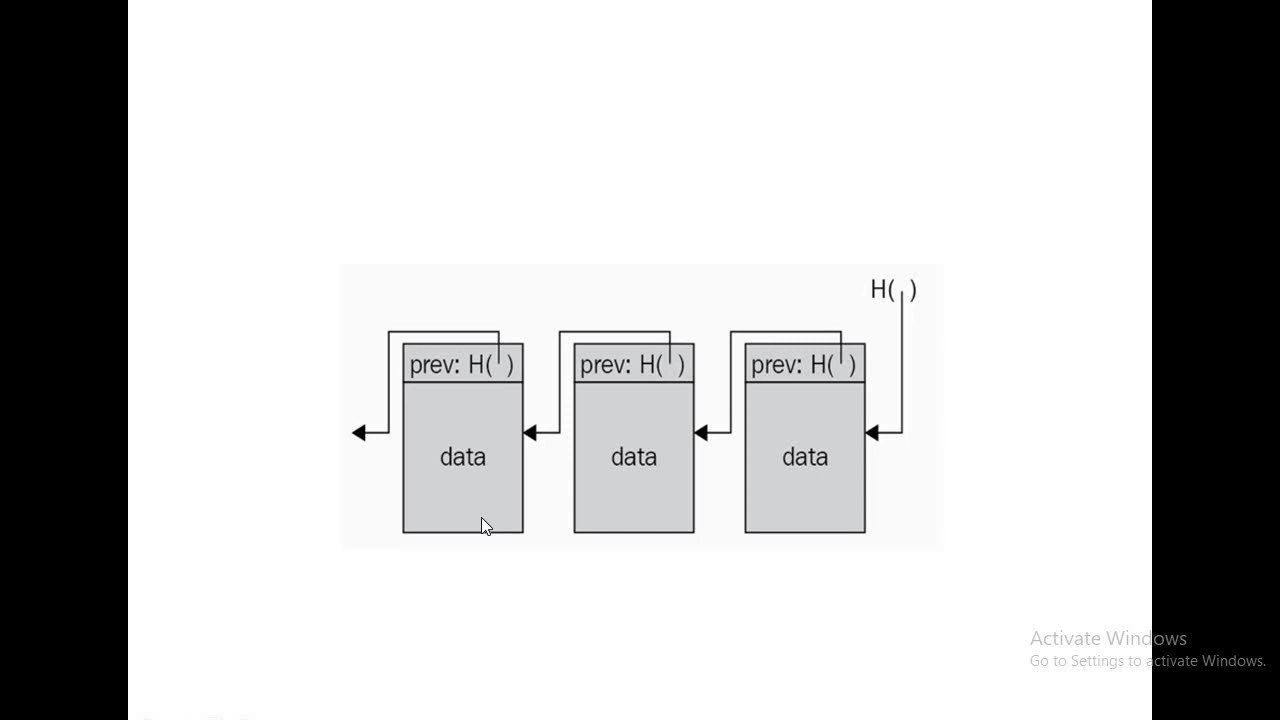 H( )
prev: H( )
prev: H( )
prev: H( )
data
data
data
Activate Windows
Go to Settings to activate Windows.